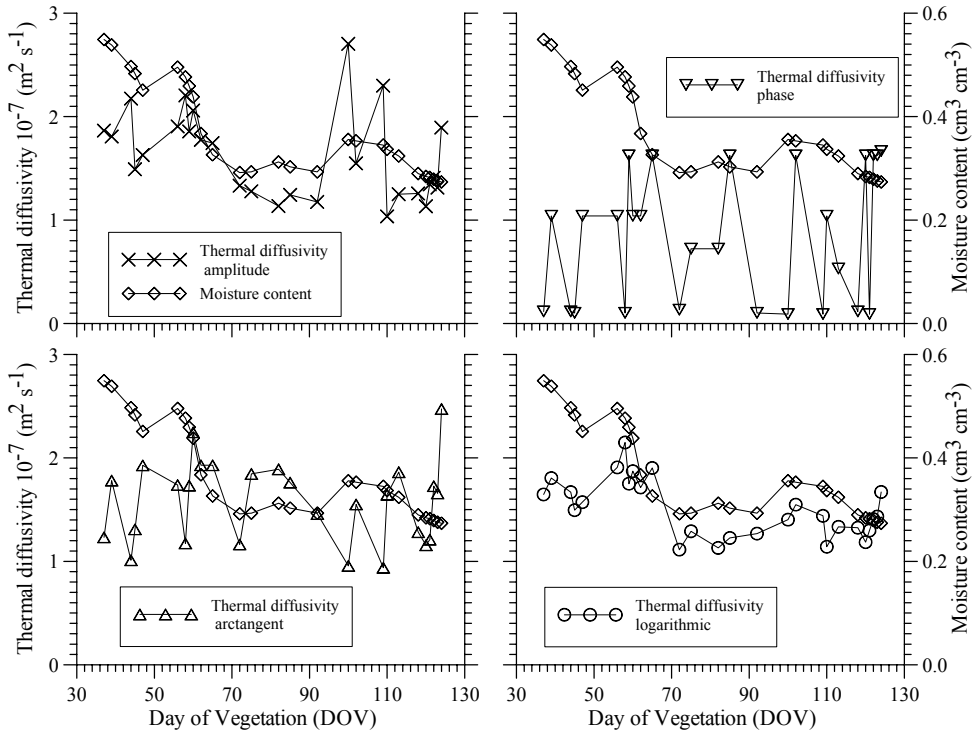 3
0.6
Thermal diffusivity 10⁻⁷ (m² s⁻¹)
2
1
0
Thermal diffusivity
amplitude
Moisture content
Thermal diffusivity
phase
0.4
0.2
0.0
Moisture content (cm³ cm⁻³)
3
0.6
Thermal diffusivity 10⁻⁷ (m² s⁻¹)
2
1
0
Thermal diffusivity
arctangent
Thermal diffusivity
logarithmic
0.4
0.2
0.0
Moisture content (cm³ cm⁻³)
30 50 70 90 110 130
30 50 70 90 110 130
Day of Vegetation (DOV)
Day of Vegetation (DOV)